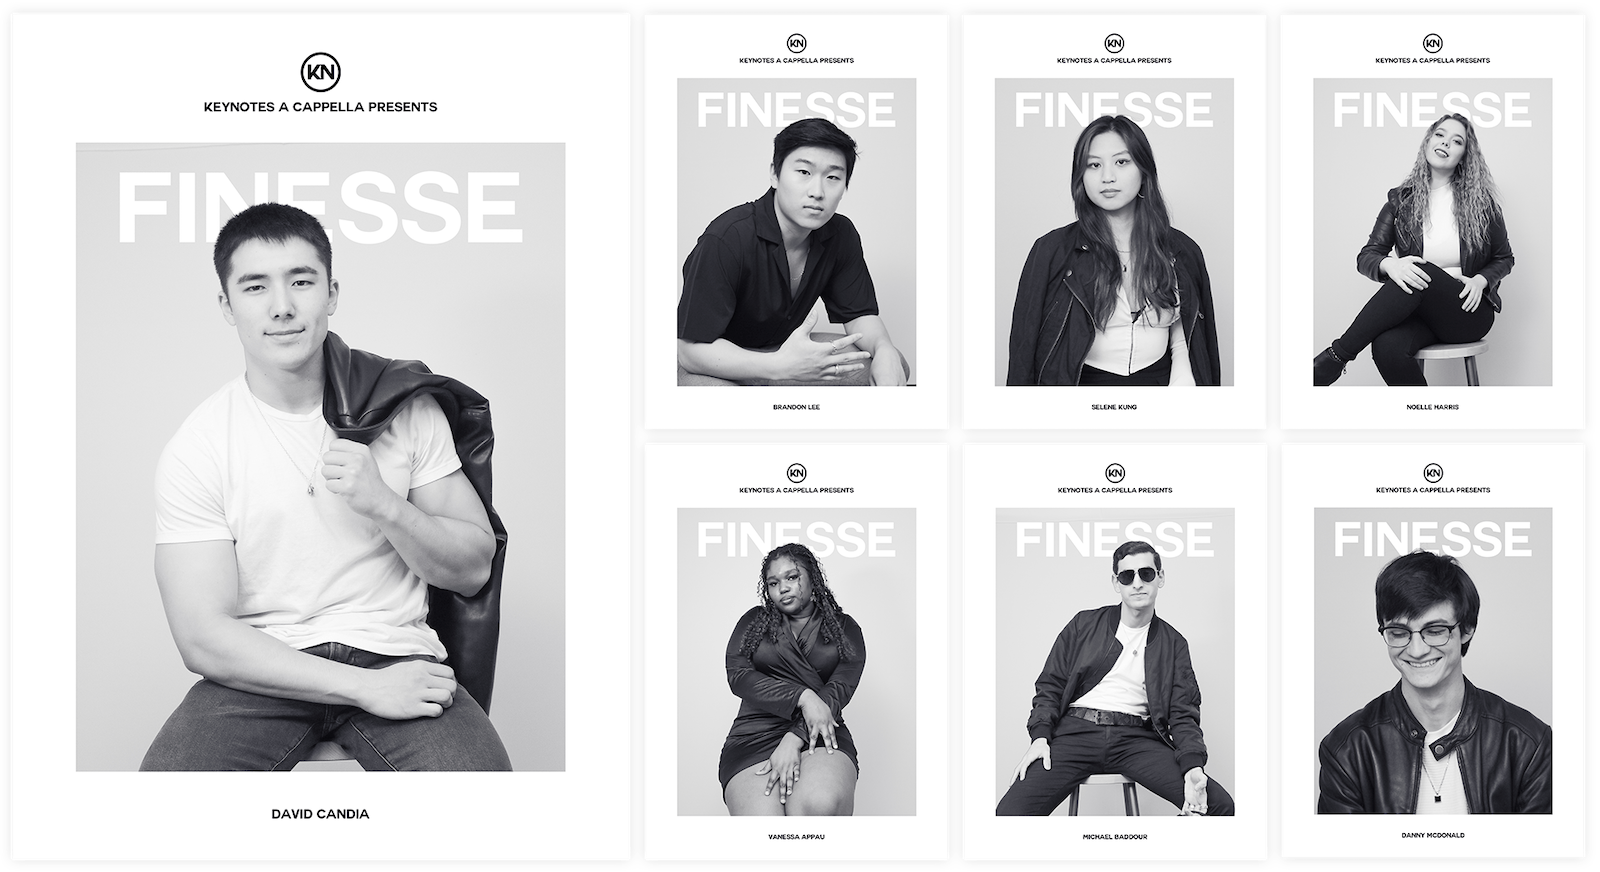 KN
KEYNOTES A CAPPELLA PRESENTS
FINESSE
DAVID CANDIA
KN
KEYNOTES A CAPPELLA PRESENTS
FINESSE
BRANDON LEE
KN
KEYNOTES A CAPPELLA PRESENTS
FINESSE
SELENE KUNG
KN
KEYNOTES A CAPPELLA PRESENTS
FINESSE
NOELLE HARRIS
KN
KEYNOTES A CAPPELLA PRESENTS
FINESSE
VANESSA APPAU
KN
KEYNOTES A CAPPELLA PRESENTS
FINESSE
MICHAEL BADDOUR
KN
KEYNOTES A CAPPELLA PRESENTS
FINESSE
DANNY MCDONALD